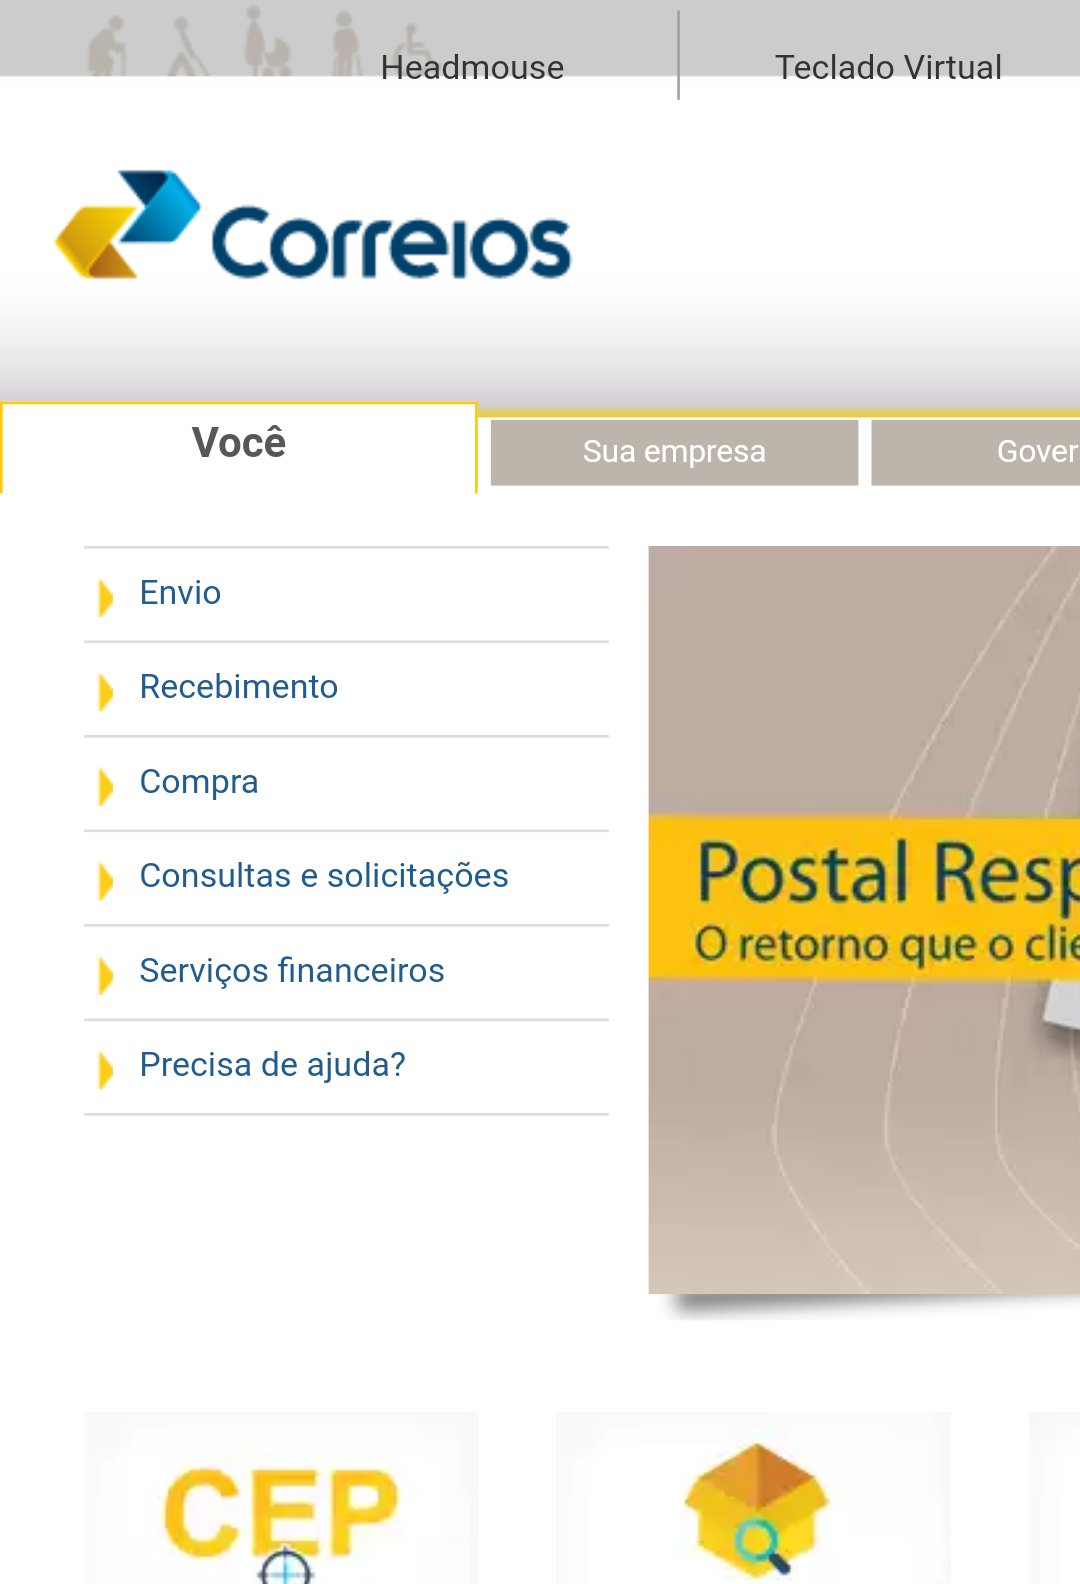 Headmouse
Teclado Virtual
Correios
Você
Sua empresa
Gover
Envio
Recebimento
Compra
Consultas e solicitações
Serviços financeiros
Precisa de ajuda?
Postal Resp
O retorno que o clie
CEP